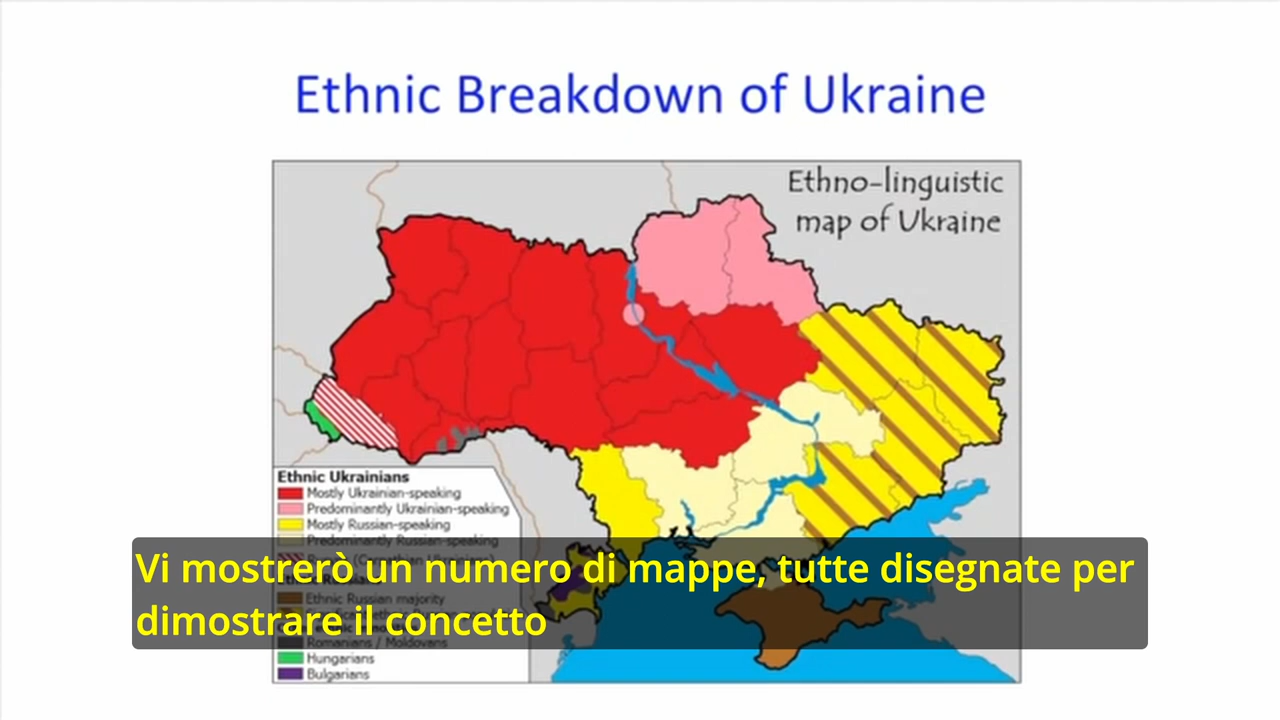 Ethnic Breakdown of Ukraine
Ethno-linguistic
map of Ukraine
Ethnic Ukrainians
Mostly Ukrainian-speaking
Predominantly Ukrainian-speaking
Mostly Russian-speaking
Predominantly Russian-speaking
Vi mostrerò un numero di mappe, tutte disegnate per
dimostrare il concetto
Ethnic Russian majority
Romanians / Moldovans
Hungarians
Bulgarians